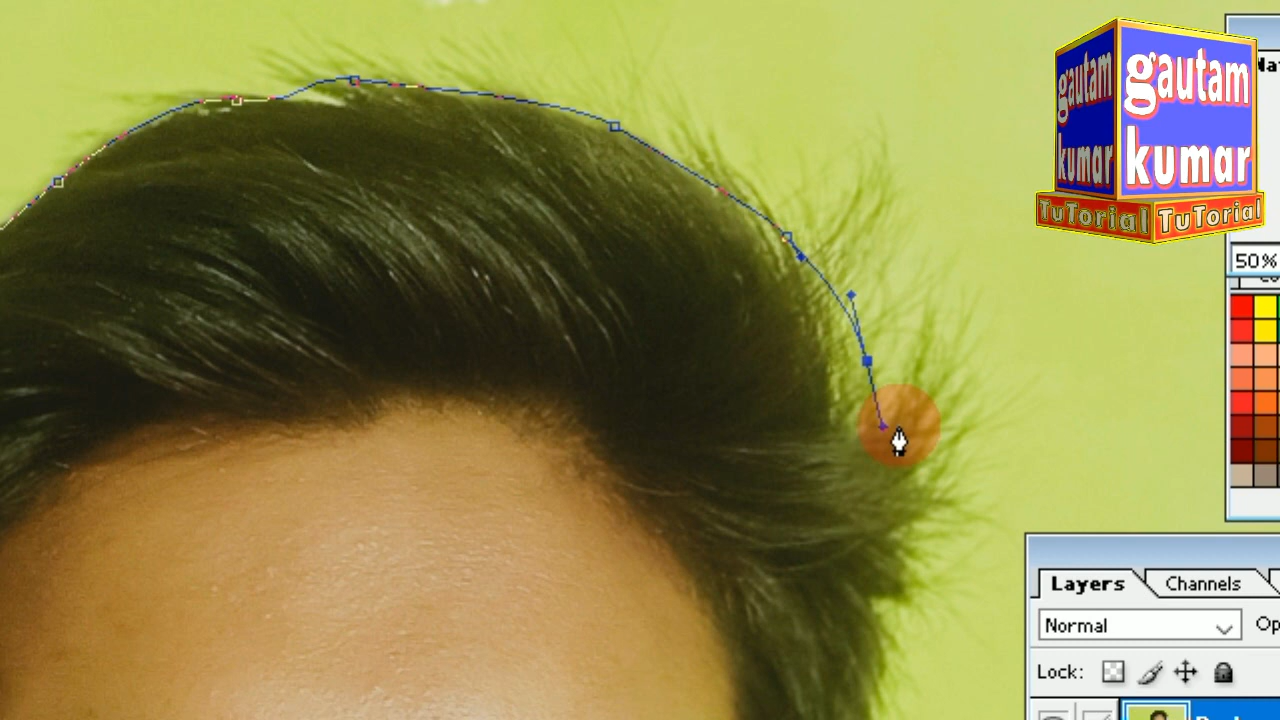 gautam
kumar
gautam
kumar
TuTorial
TuTorial
50%
Layers
Channels
Normal
Lock: